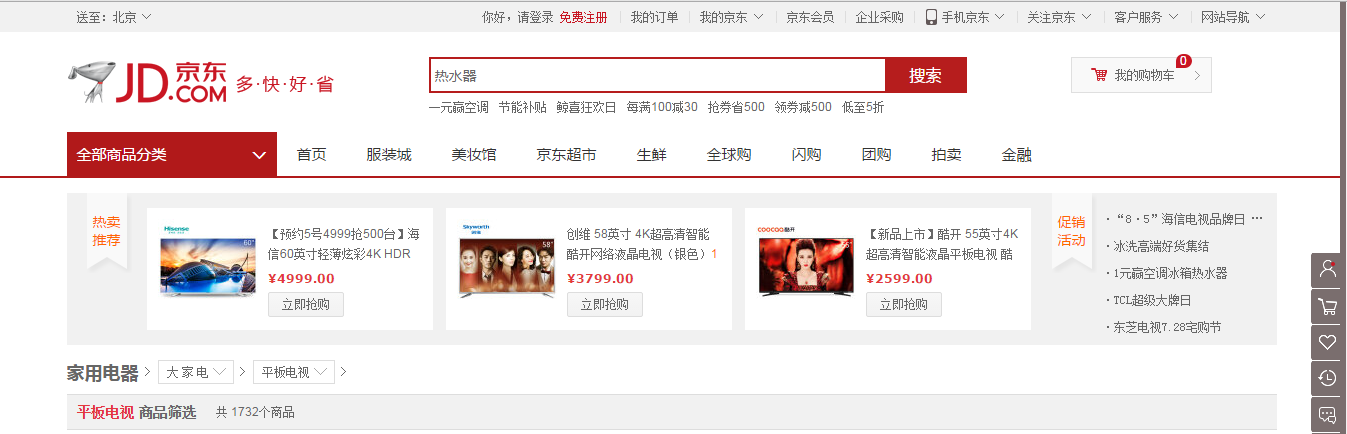 送至：北京
你好，请登录 免费注册 我的订单 我的京东 京东会员 企业采购 手机京东 关注京东 客户服务 网站导航
JD.COM 京东 多·快·好·省
热水器 搜索
0
我的购物车
一元赢空调 节能补贴 鲸喜狂欢日 每满100减30 抢券省500 领券减500 低至5折
全部商品分类 首页 服装城 美妆馆 京东超市 生鲜 全球购 闪购 团购 拍卖 金融
热卖
推荐
Hisense
60"
【预约5号4999抢500台】海
信60英寸轻薄炫彩4K HDR
¥4999.00
立即抢购
Skyworth
创维
58"
创维 58英寸 4K超高清智能
酷开网络液晶电视（银色）1
¥3799.00
立即抢购
coocaa 酷开
55"
【新品上市】酷开 55英寸4K
超高清智能液晶平板电视 酷
¥2599.00
立即抢购
促销
活动
· “8·5”海信电视品牌日 ···
· 冰洗高端好货集结
· 1元赢空调冰箱热水器
· TCL超级大牌日
· 东芝电视7.28宅购节
家用电器 > 大家电 > 平板电视 >
平板电视 商品筛选 共 1732个商品